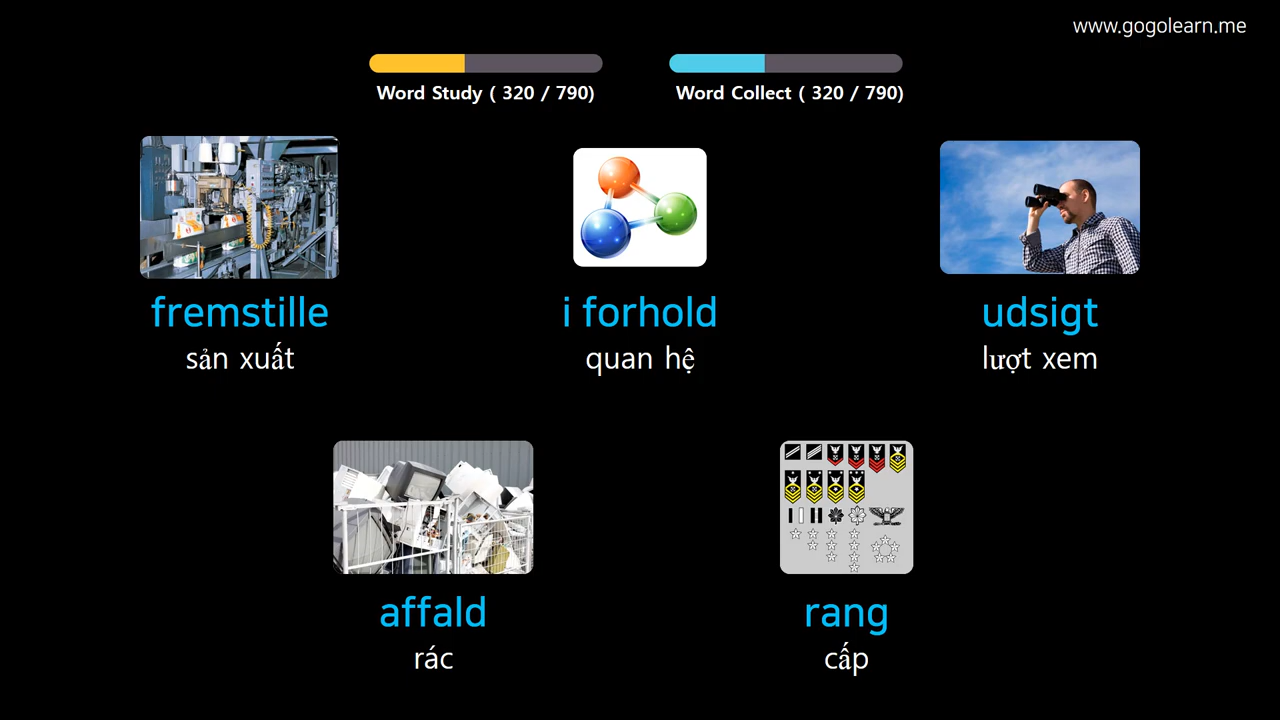 www.gogolearn.me
Word Study ( 320 / 790)
Word Collect ( 320 / 790)
fremstille
sản xuất
i forhold
quan hệ
udsigt
lượt xem
affald
rác
rang
cấp